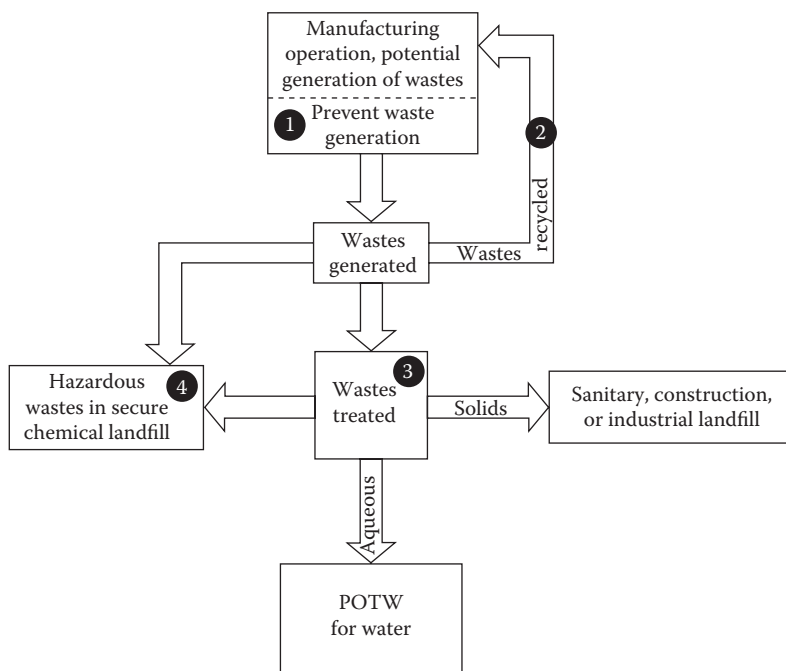 Manufacturing
operation, potential
generation of wastes
1
Prevent waste
generation
2
recycled
Wastes
generated
Wastes
Hazardous
wastes in secure
chemical landfill
4
Wastes
treated
3
Solids
Sanitary, construction,
or industrial landfill
Aqueous
POTW
for water